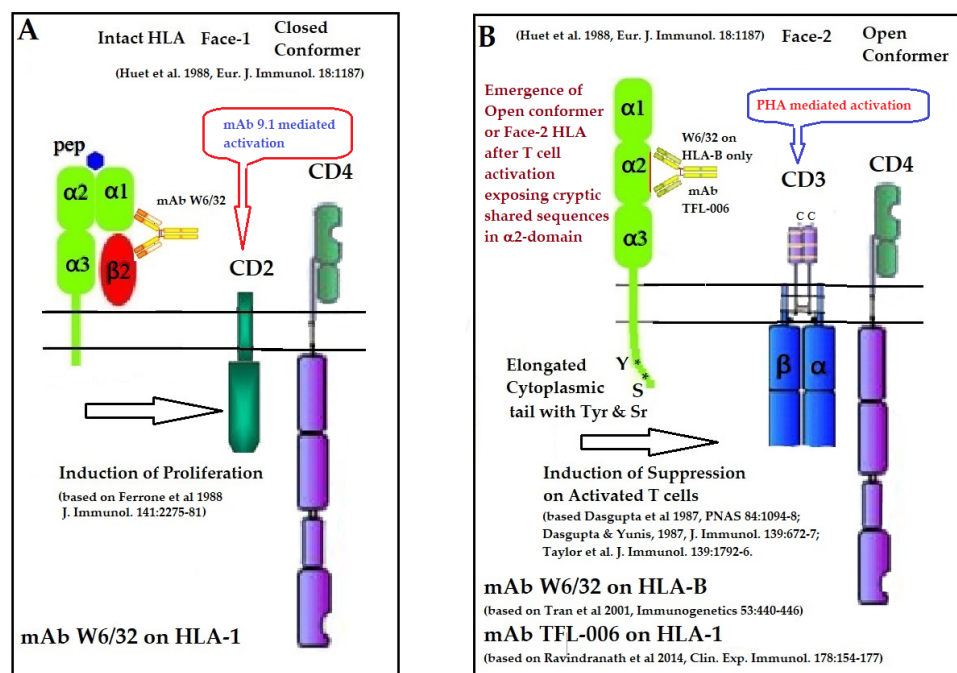 A
Intact HLA Face-1 Closed
Conformer
(Huet et al. 1988, Eur. J. Immunol. 18:1187)
mAb 9.1 mediated
activation
pep
CD4
α2 α1
mAb W6/32
α3 β2
CD2
Induction of Proliferation
(based on Ferrone et al 1988
J. Immunol. 141:2275-81)
mAb W6/32 on HLA-1
B
(Huet et al. 1988, Eur. J. Immunol. 18:1187)
Face-2
Open
Conformer
Emergence of
Open conformer
or Face-2 HLA
after T cell
activation
exposing cryptic
shared sequences
in α2-domain
α1
α2
α3
PHA mediated activation
W6/32 on
HLA-B only
mAb
TFL-006
CD3
CD4
C C
β α
Y *
* S
Elongated
Cytoplasmic
tail with Tyr & Sr
Induction of Suppression
on Activated T cells
(based Dasgupta et al 1987, PNAS 84:1094-8;
Dasgupta & Yunis, 1987, J. Immunol. 139:672-7;
Taylor et al. J. Immunol. 139:1792-6.
mAb W6/32 on HLA-B
(based on Tran et al 2001, Immunogenetics 53:440-446)
mAb TFL-006 on HLA-1
(based on Ravindranath et al 2014, Clin. Exp. Immunol. 178:154-177)